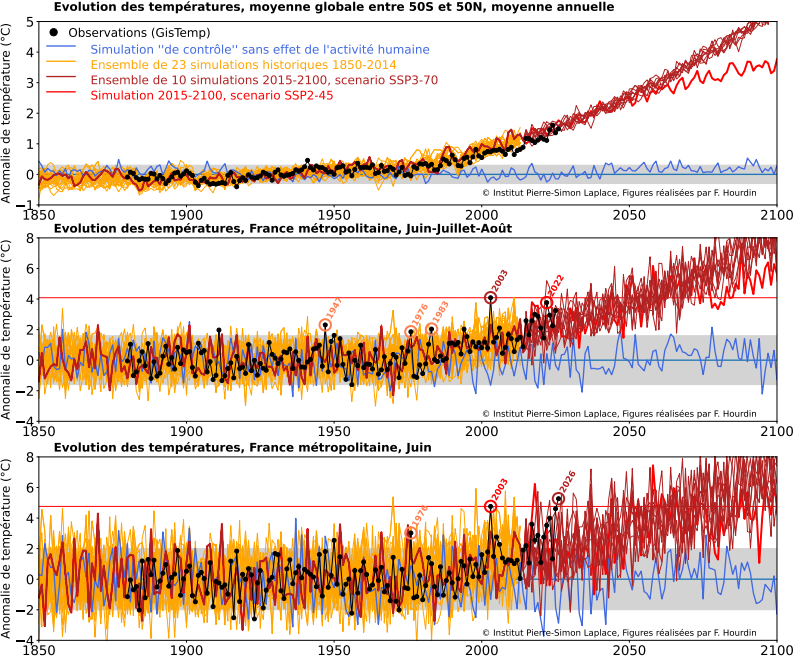 Evolution des températures, moyenne globale entre 50S et 50N, moyenne annuelle
5
4
3
2
1
0
−1
Anomalie de température (°C)
Observations (GisTemp)
Simulation ''de contrôle'' sans effet de l'activité humaine
Ensemble de 23 simulations historiques 1850-2014
Ensemble de 10 simulations 2015-2100, scenario SSP3-70
Simulation 2015-2100, scenario SSP2-45
© Institut Pierre-Simon Laplace, Figures réalisées par F. Hourdin
1850 1900 1950 2000 2050 2100
Evolution des températures, France métropolitaine, Juin-Juillet-Août
8
6
4
2
0
−2
−4
Anomalie de température (°C)
1947
1976
1983
2003
2022
© Institut Pierre-Simon Laplace, Figures réalisées par F. Hourdin
1850 1900 1950 2000 2050 2100
Evolution des températures, France métropolitaine, Juin
8
6
4
2
0
−2
−4
Anomalie de température (°C)
1976
2003
2026
© Institut Pierre-Simon Laplace, Figures réalisées par F. Hourdin
1850 1900 1950 2000 2050 2100